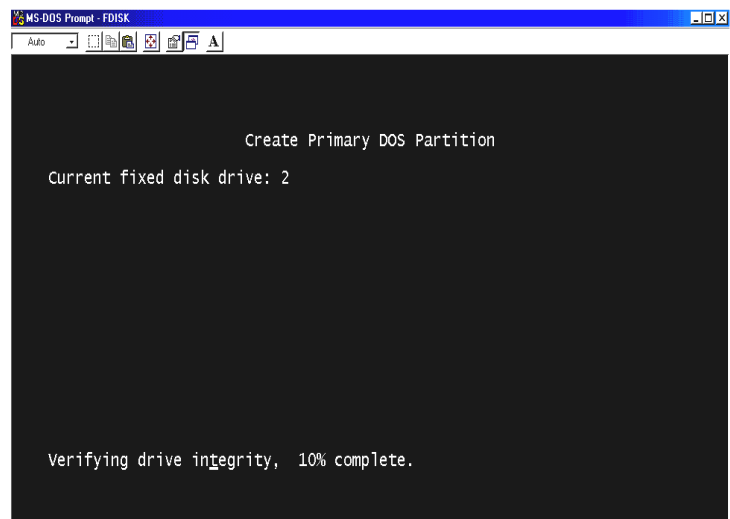 MS-DOS Prompt - FDISK
Auto A
Create Primary DOS Partition
Current fixed disk drive: 2
Verifying drive integrity, 10% complete.